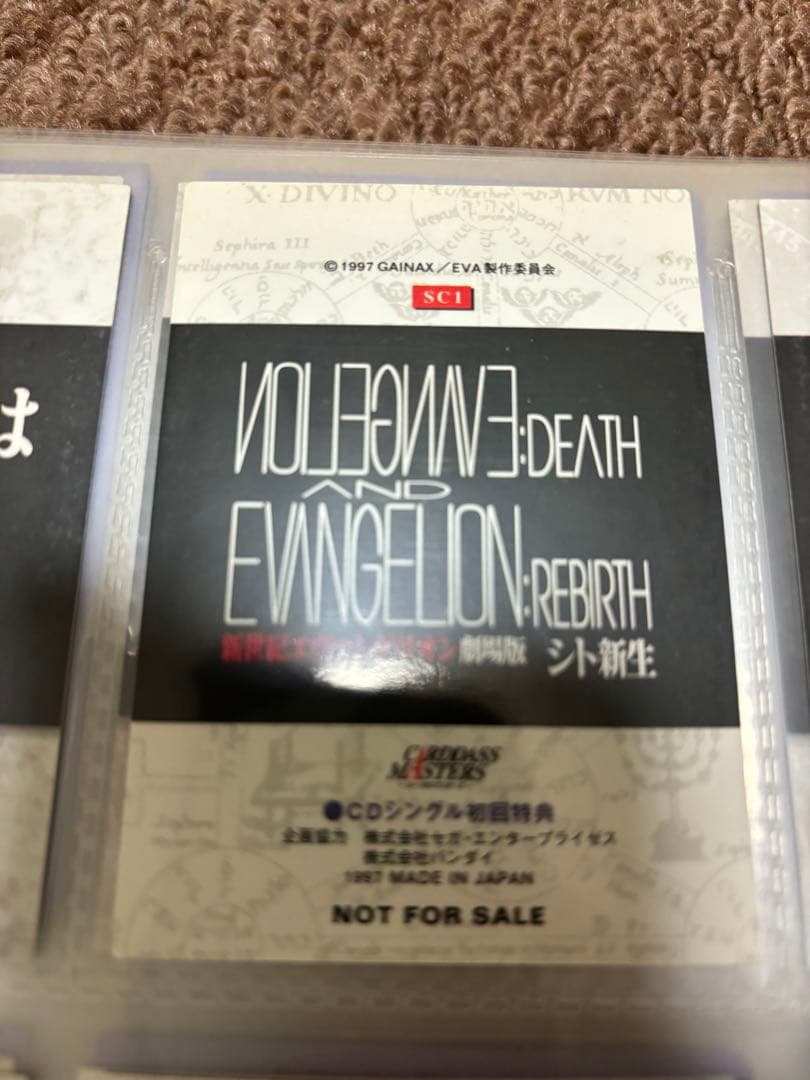 X·DIVINO
RVM NO
Sephira III
© 1997 GAINAX／EVA 製作委員会
SC1
は
EVANGELION:DEATH
AND
EVANGELION:REBIRTH
新世紀エヴァンゲリオン 劇場版 シト新生
CARDDASS
MASTERS
●CDシングル初回特典
企画協力 株式会社セガ・エンタープライゼス
株式会社バンダイ
1997 MADE IN JAPAN
NOT FOR SALE